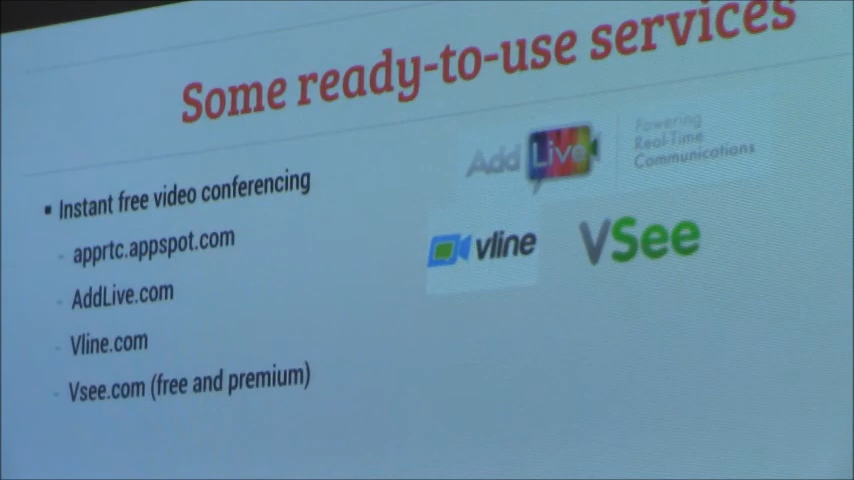 Some ready-to-use services
Add Live
Powering
Real-Time
Communications
▪ Instant free video conferencing
- apprtc.appspot.com
- AddLive.com
- Vline.com
- Vsee.com (free and premium)
vline
VSee